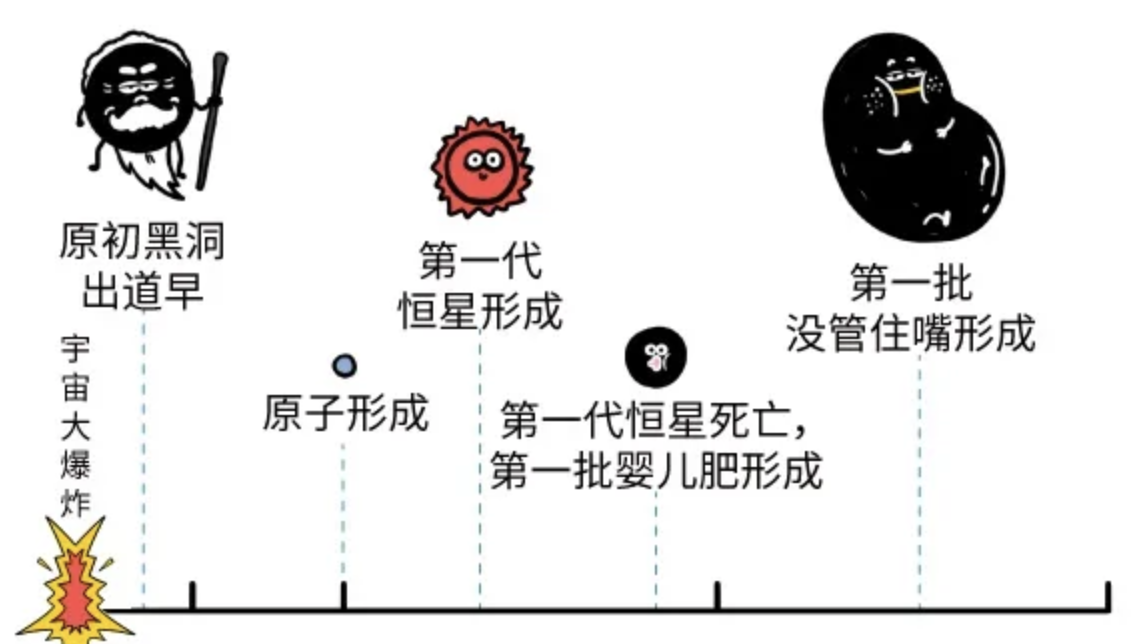 原初黑洞
出道早
宇宙大爆炸
原子形成
第一代
恒星形成
第一代恒星死亡，
第一批婴儿肥形成
第一批
没管住嘴形成